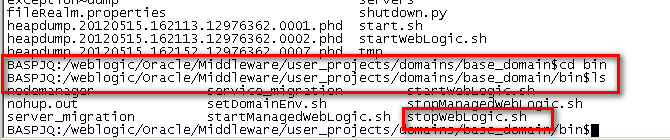 exception~dump security
fileRealm.properties shutdown.py
heapdump.20120515.162113.12976362.0001.phd start.sh
heapdump.20120515.162113.12976362.0002.phd startWebLogic.sh
heapdump.20120515.162152.12976362.0007.phd tmp
BASPJQ:/weblogic/Oracle/Middleware/user_projects/domains/base_domain$cd bin
BASPJQ:/weblogic/Oracle/Middleware/user_projects/domains/base_domain/bin$ls
nodemanager service_migration startWebLogic.sh
nohup.out setDomainEnv.sh stopManagedWebLogic.sh
server_migration startManagedWebLogic.sh stopWebLogic.sh
BASPJQ:/weblogic/Oracle/Middleware/user_projects/domains/base_domain/bin$